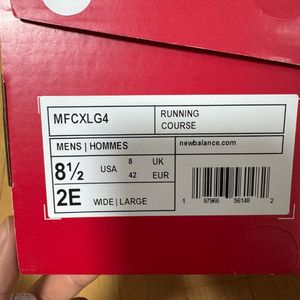 MFCXLG4
RUNNING
COURSE
MENS | HOMMES
newbalance.com
8½ USA 8 UK
42 EUR
2E WIDE | LARGE
1 97966 56148 2